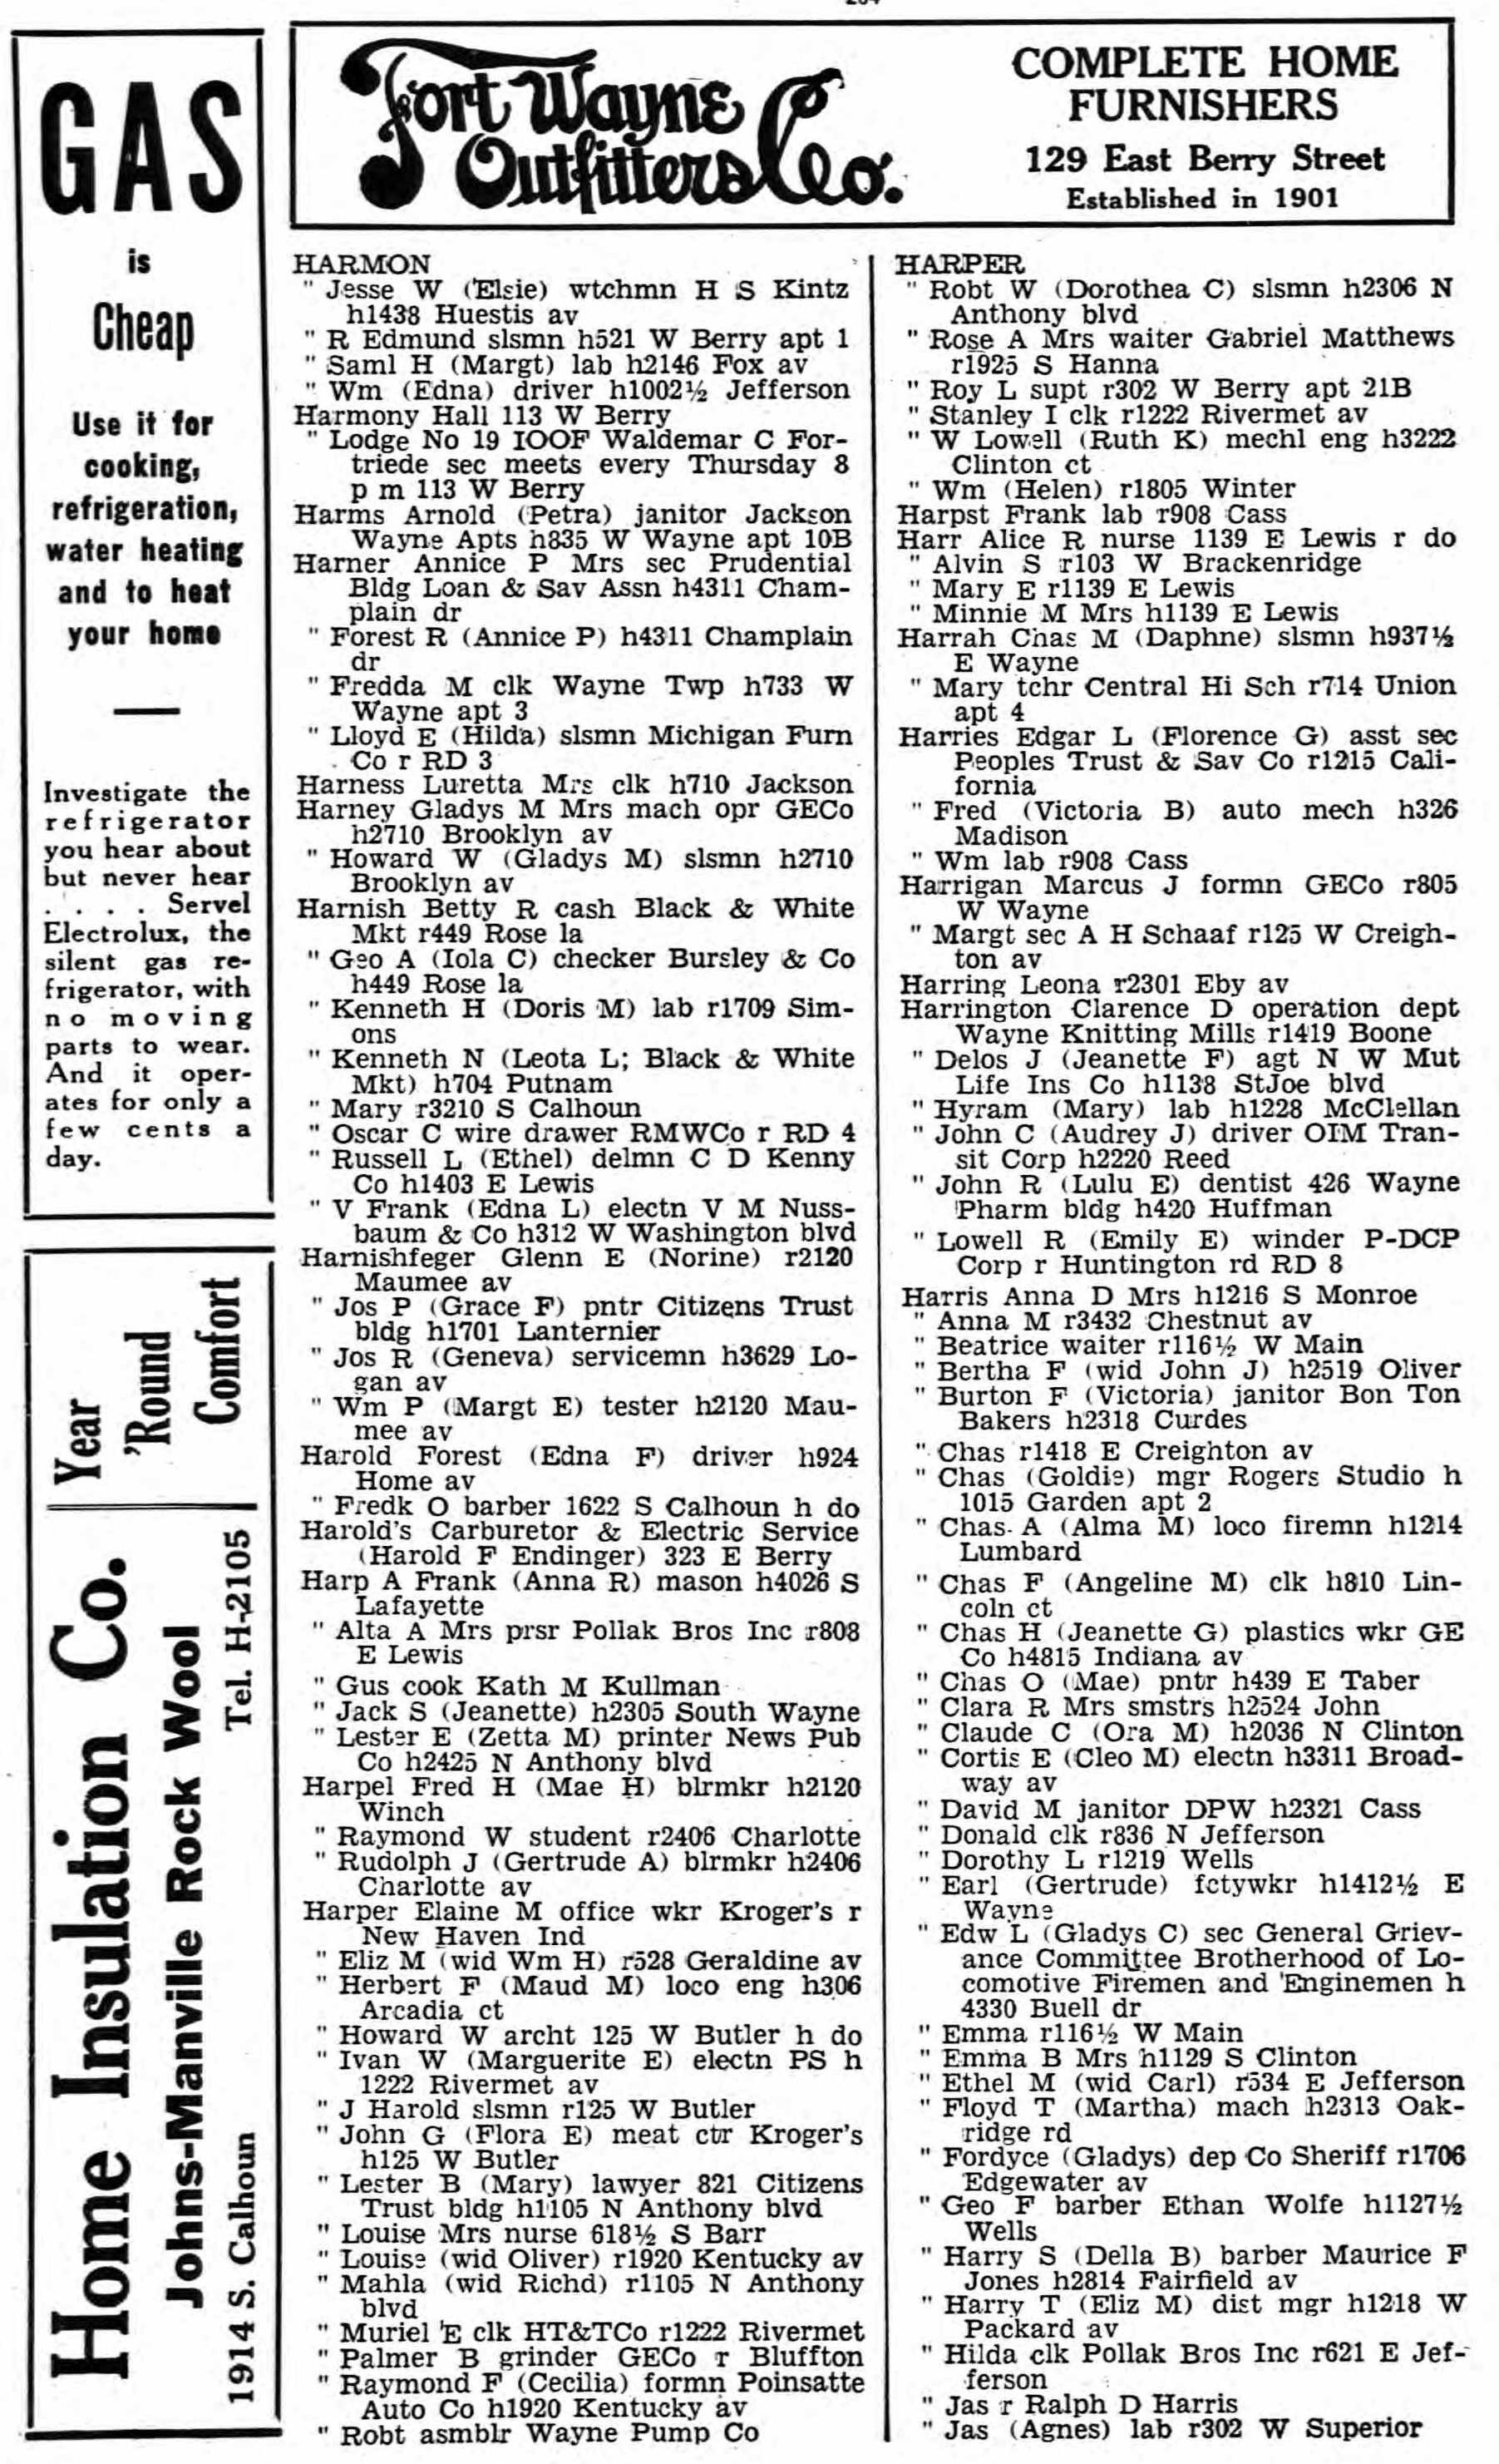 GAS
is
Cheap
Use it for
cooking,
refrigeration,
water heating
and to heat
your home
Investigate the
refrigerator
you hear about
but never hear
. . . . Servel
Electrolux, the
silent gas re-
frigerator, with
no moving
parts to wear.
And it oper-
ates for only a
few cents a
day.
Year
'Round
Comfort
Home Insulation Co.
Johns-Manville Rock Wool
1914 S. Calhoun Tel. H-2105
Fort Wayne
Outfitters Co.
COMPLETE HOME
FURNISHERS
129 East Berry Street
Established in 1901
HARMON
" Jesse W (Elsie) wtchmn H S Kintz
h1438 Huestis av
" R Edmund slsmn h521 W Berry apt 1
" Saml H (Margt) lab h2146 Fox av
" Wm (Edna) driver h1002½ Jefferson
Harmony Hall 113 W Berry
" Lodge No 19 IOOF Waldemar C For-
triede sec meets every Thursday 8
p m 113 W Berry
Harms Arnold (Petra) janitor Jackson
Wayne Apts h835 W Wayne apt 10B
Harner Annice P Mrs sec Prudential
Bldg Loan & Sav Assn h4311 Cham-
plain dr
" Forest R (Annice P) h4311 Champlain
dr
" Fredda M clk Wayne Twp h733 W
Wayne apt 3
" Lloyd E (Hilda) slsmn Michigan Furn
Co r RD 3
Harness Luretta Mrs clk h710 Jackson
Harney Gladys M Mrs mach opr GECo
h2710 Brooklyn av
" Howard W (Gladys M) slsmn h2710
Brooklyn av
Harnish Betty R cash Black & White
Mkt r449 Rose la
" Geo A (Iola C) checker Bursley & Co
h449 Rose la
" Kenneth H (Doris M) lab r1709 Sim-
ons
" Kenneth N (Leota L; Black & White
Mkt) h704 Putnam
" Mary r3210 S Calhoun
" Oscar C wire drawer RMWCo r RD 4
" Russell L (Ethel) delmn C D Kenny
Co h1403 E Lewis
" V Frank (Edna L) electn V M Nuss-
baum & Co h312 W Washington blvd
Harnishfeger Glenn E (Norine) r2120
Maumee av
" Jos P (Grace F) pntr Citizens Trust
bldg h1701 Lanternier
" Jos R (Geneva) servicemn h3629 Lo-
gan av
" Wm P (Margt E) tester h2120 Mau-
mee av
Harold Forest (Edna F) driver h924
Home av
" Fredk O barber 1622 S Calhoun h do
Harold's Carburetor & Electric Service
(Harold F Endinger) 323 E Berry
Harp A Frank (Anna R) mason h4026 S
Lafayette
" Alta A Mrs prsr Pollak Bros Inc r808
E Lewis
" Gus cook Kath M Kullman
" Jack S (Jeanette) h2305 South Wayne
" Lester E (Zetta M) printer News Pub
Co h2425 N Anthony blvd
Harpel Fred H (Mae H) blrmkr h2120
Winch
" Raymond W student r2406 Charlotte
" Rudolph J (Gertrude A) blrmkr h2406
Charlotte av
Harper Elaine M office wkr Kroger's r
New Haven Ind
" Eliz M (wid Wm H) r528 Geraldine av
" Herbert F (Maud M) loco eng h306
Arcadia ct
" Howard W archt 125 W Butler h do
" Ivan W (Marguerite E) electn PS h
1222 Rivermet av
" J Harold slsmn r125 W Butler
" John G (Flora E) meat ctr Kroger's
h125 W Butler
" Lester B (Mary) lawyer 821 Citizens
Trust bldg h1105 N Anthony blvd
" Louise Mrs nurse 618½ S Barr
" Louise (wid Oliver) r1920 Kentucky av
" Mahla (wid Richd) r1105 N Anthony
blvd
" Muriel E clk HT&TCo r1222 Rivermet
" Palmer B grinder GECo r Bluffton
" Raymond F (Cecilia) formn Poinsatte
Auto Co h1920 Kentucky av
" Robt asmblr Wayne Pump Co
HARPER
" Robt W (Dorothea C) slsmn h2306 N
Anthony blvd
" Rose A Mrs waiter Gabriel Matthews
r1925 S Hanna
" Roy L supt r302 W Berry apt 21B
" Stanley I clk r1222 Rivermet av
" W Lowell (Ruth K) mechl eng h3222
Clinton ct
" Wm (Helen) r1805 Winter
Harpst Frank lab r908 Cass
Harr Alice R nurse 1139 E Lewis r do
" Alvin S r103 W Brackenridge
" Mary E r1139 E Lewis
" Minnie M Mrs h1139 E Lewis
Harrah Chas M (Daphne) slsmn h937½
E Wayne
" Mary tchr Central Hi Sch r714 Union
apt 4
Harries Edgar L (Florence G) asst sec
Peoples Trust & Sav Co r1215 Cali-
fornia
" Fred (Victoria B) auto mech h326
Madison
" Wm lab r908 Cass
Harrigan Marcus J formn GECo r805
W Wayne
" Margt sec A H Schaaf r125 W Creigh-
ton av
Harring Leona r2301 Eby av
Harrington Clarence D operation dept
Wayne Knitting Mills r1419 Boone
" Delos J (Jeanette F) agt N W Mut
Life Ins Co h1138 StJoe blvd
" Hyram (Mary) lab h1228 McClellan
" John C (Audrey J) driver OIM Tran-
sit Corp h2220 Reed
" John R (Lulu E) dentist 426 Wayne
Pharm bldg h420 Huffman
" Lowell R (Emily E) winder P-DCP
Corp r Huntington rd RD 8
Harris Anna D Mrs h1216 S Monroe
" Anna M r3432 Chestnut av
" Beatrice waiter r116½ W Main
" Bertha F (wid John J) h2519 Oliver
" Burton F (Victoria) janitor Bon Ton
Bakers h2318 Curdes
" Chas r1418 E Creighton av
" Chas (Goldie) mgr Rogers Studio h
1015 Garden apt 2
" Chas A (Alma M) loco firemn h1214
Lumbard
" Chas F (Angeline M) clk h810 Lin-
coln ct
" Chas H (Jeanette G) plastics wkr GE
Co h4815 Indiana av
" Chas O (Mae) pntr h439 E Taber
" Clara R Mrs smstrs h2524 John
" Claude C (Ora M) h2036 N Clinton
" Cortis E (Cleo M) electn h3311 Broad-
way av
" David M janitor DPW h2321 Cass
" Donald clk r836 N Jefferson
" Dorothy L r1219 Wells
" Earl (Gertrude) fctywkr h1412½ E
Wayne
" Edw L (Gladys C) sec General Griev-
ance Committee Brotherhood of Lo-
comotive Firemen and Enginemen h
4330 Buell dr
" Emma r116½ W Main
" Emma B Mrs h1129 S Clinton
" Ethel M (wid Carl) r534 E Jefferson
" Floyd T (Martha) mach h2313 Oak-
ridge rd
" Fordyce (Gladys) dep Co Sheriff r1706
Edgewater av
" Geo F barber Ethan Wolfe h1127½
Wells
" Harry S (Della B) barber Maurice F
Jones h2814 Fairfield av
" Harry T (Eliz M) dist mgr h1218 W
Packard av
" Hilda clk Pollak Bros Inc r621 E Jef-
ferson
" Jas r Ralph D Harris
" Jas (Agnes) lab r302 W Superior